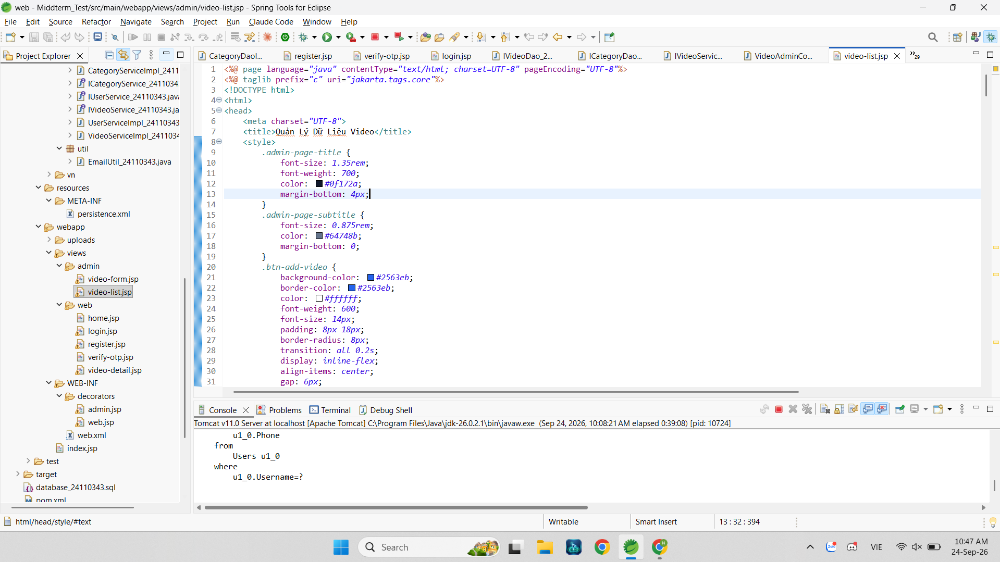 web - Middterm_Test/src/main/webapp/views/admin/video-list.jsp - Spring Tools for Eclipse
File Edit Source Refactor Navigate Search Project Run Claude Code Window Help
Project Explorer
CategoryServiceImpl_2411
ICategoryService_2411034
IUserService_24110343.java
IVideoService_24110343.ja
UserServiceImpl_24110343
VideoServiceImpl_2411034
util
EmailUtil_24110343.java
vn
resources
META-INF
persistence.xml
webapp
uploads
views
admin
video-form.jsp
video-list.jsp
web
home.jsp
login.jsp
register.jsp
verify-otp.jsp
video-detail.jsp
WEB-INF
decorators
admin.jsp
web.jsp
web.xml
index.jsp
test
target
database_24110343.sql
pom.xml
CategoryDaoI... register.jsp verify-otp.jsp login.jsp IVideoDao_2... ICategoryDao... IVideoServic... VideoAdminCo... video-list.jsp »29
1 <%@ page language="java" contentType="text/html; charset=UTF-8" pageEncoding="UTF-8"%>
2 <%@ taglib prefix="c" uri="jakarta.tags.core"%>
3 <!DOCTYPE html>
4 <html>
5 <head>
6 <meta charset="UTF-8">
7 <title>Quản Lý Dữ Liệu Video</title>
8 <style>
9 .admin-page-title {
10 font-size: 1.35rem;
11 font-weight: 700;
12 color: #0f172a;
13 margin-bottom: 4px;
14 }
15 .admin-page-subtitle {
16 font-size: 0.875rem;
17 color: #64748b;
18 margin-bottom: 0;
19 }
20 .btn-add-video {
21 background-color: #2563eb;
22 border-color: #2563eb;
23 color: #ffffff;
24 font-weight: 600;
25 font-size: 14px;
26 padding: 8px 18px;
27 border-radius: 8px;
28 transition: all 0.2s;
29 display: inline-flex;
30 align-items: center;
31 gap: 6px;
Console Problems Terminal Debug Shell
Tomcat v11.0 Server at localhost [Apache Tomcat] C:\Program Files\Java\jdk-26.0.2.1\bin\javaw.exe (Sep 24, 2026, 10:08:21 AM elapsed 0:39:08) [pid: 10724]
u1_0.Phone
from
Users u1_0
where
u1_0.Username=?
html/head/style/#text Writable Smart Insert 13 : 32 : 394
Search Zalo N VIE 10:47 AM
24-Sep-26